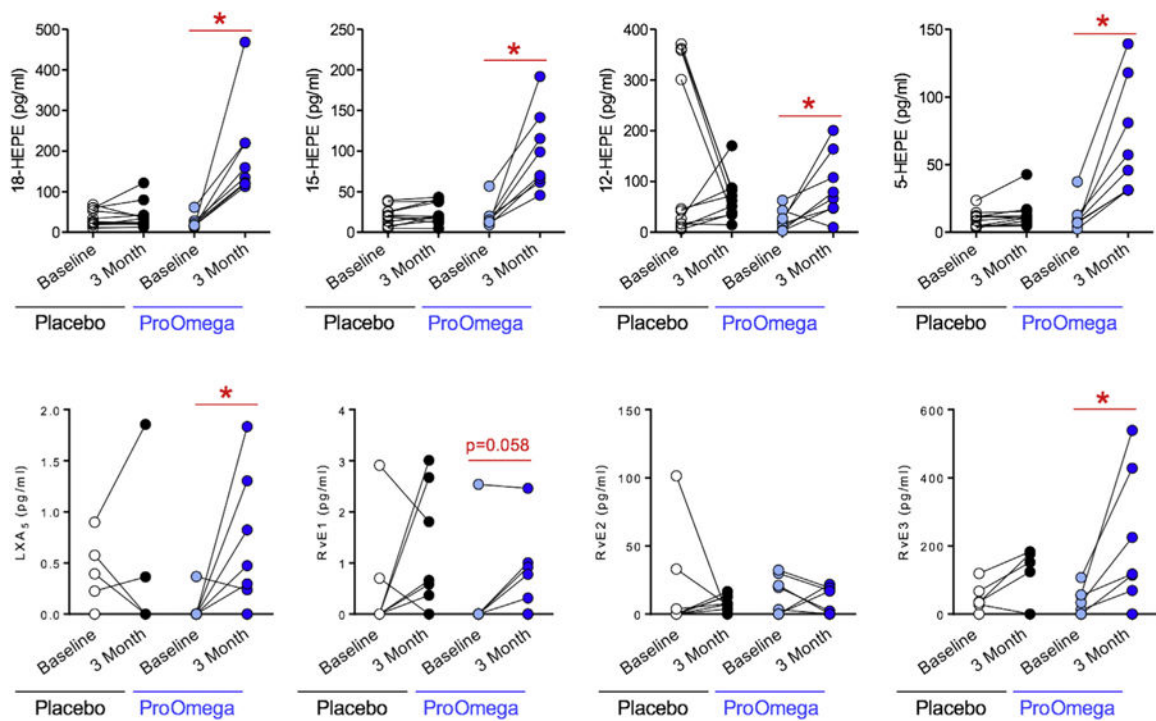 18-HEPE (pg/ml)
500
400
300
200
100
0
*
Baseline
3 Month
Baseline
3 Month
Placebo
ProOmega
15-HEPE (pg/ml)
250
200
150
100
50
0
*
Baseline
3 Month
Baseline
3 Month
Placebo
ProOmega
12-HEPE (pg/ml)
400
300
200
100
0
*
Baseline
3 Month
Baseline
3 Month
Placebo
ProOmega
5-HEPE (pg/ml)
150
100
50
0
*
Baseline
3 Month
Baseline
3 Month
Placebo
ProOmega
LXA₅ (pg/ml)
2.0
1.5
1.0
0.5
0.0
*
Baseline
3 Month
Baseline
3 Month
Placebo
ProOmega
RvE1 (pg/ml)
4
3
2
1
0
p=0.058
Baseline
3 Month
Baseline
3 Month
Placebo
ProOmega
RvE2 (pg/ml)
150
100
50
0
Baseline
3 Month
Baseline
3 Month
Placebo
ProOmega
RvE3 (pg/ml)
600
400
200
0
*
Baseline
3 Month
Baseline
3 Month
Placebo
ProOmega